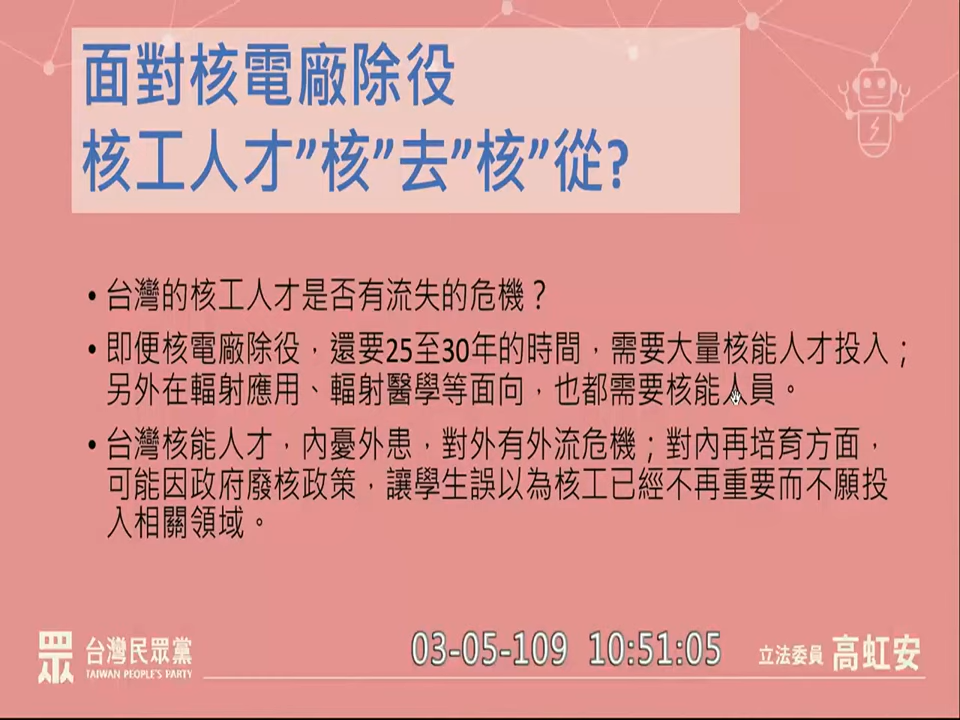 面對核電廠除役
核工人才”核”去”核”從?
• 台灣的核工人才是否有流失的危機？
• 即便核電廠除役，還要25至30年的時間，需要大量核能人才投入；
另外在輻射應用、輻射醫學等面向，也都需要核能人員。
• 台灣核能人才，內憂外患，對外有外流危機；對內再培育方面，
可能因政府廢核政策，讓學生誤以為核工已經不再重要而不願投
入相關領域。
眾 台灣民眾黨
TAIWAN PEOPLE'S PARTY
03-05-109 10:51:05
立法委員 高虹安